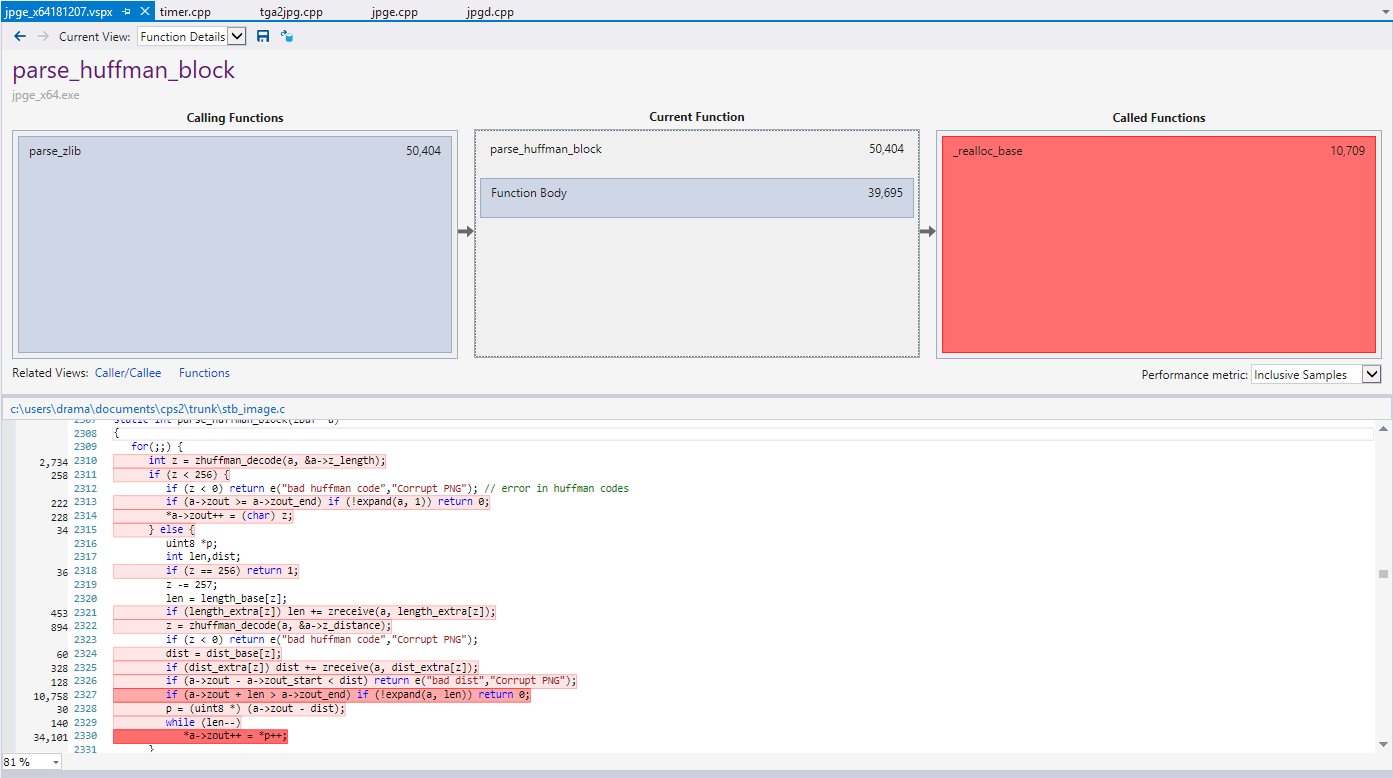 jpge_x64181207.vspx timer.cpp tga2jpg.cpp jpge.cpp jpgd.cpp
Current View: Function Details
parse_huffman_block
jpge_x64.exe
Calling Functions Current Function Called Functions
parse_zlib 50,404 parse_huffman_block 50,404 _realloc_base 10,709
Function Body 39,695
Related Views: Caller/Callee Functions Performance metric: Inclusive Samples
c:\users\drama\documents\cps2\trunk\stb_image.c
2307 static int parse_huffman_block(zbuf *a)
2308 {
2309 for(;;) {
2,734 2310 int z = zhuffman_decode(a, &a->z_length);
258 2311 if (z < 256) {
2312 if (z < 0) return e("bad huffman code","Corrupt PNG"); // error in huffman codes
222 2313 if (a->zout >= a->zout_end) if (!expand(a, 1)) return 0;
228 2314 *a->zout++ = (char) z;
34 2315 } else {
2316 uint8 *p;
2317 int len,dist;
36 2318 if (z == 256) return 1;
2319 z -= 257;
2320 len = length_base[z];
453 2321 if (length_extra[z]) len += zreceive(a, length_extra[z]);
894 2322 z = zhuffman_decode(a, &a->z_distance);
2323 if (z < 0) return e("bad huffman code","Corrupt PNG");
60 2324 dist = dist_base[z];
328 2325 if (dist_extra[z]) dist += zreceive(a, dist_extra[z]);
128 2326 if (a->zout - a->zout_start < dist) return e("bad dist","Corrupt PNG");
10,758 2327 if (a->zout + len > a->zout_end) if (!expand(a, len)) return 0;
30 2328 p = (uint8 *) (a->zout - dist);
140 2329 while (len--)
34,101 2330 *a->zout++ = *p++;
2331 }
81 %